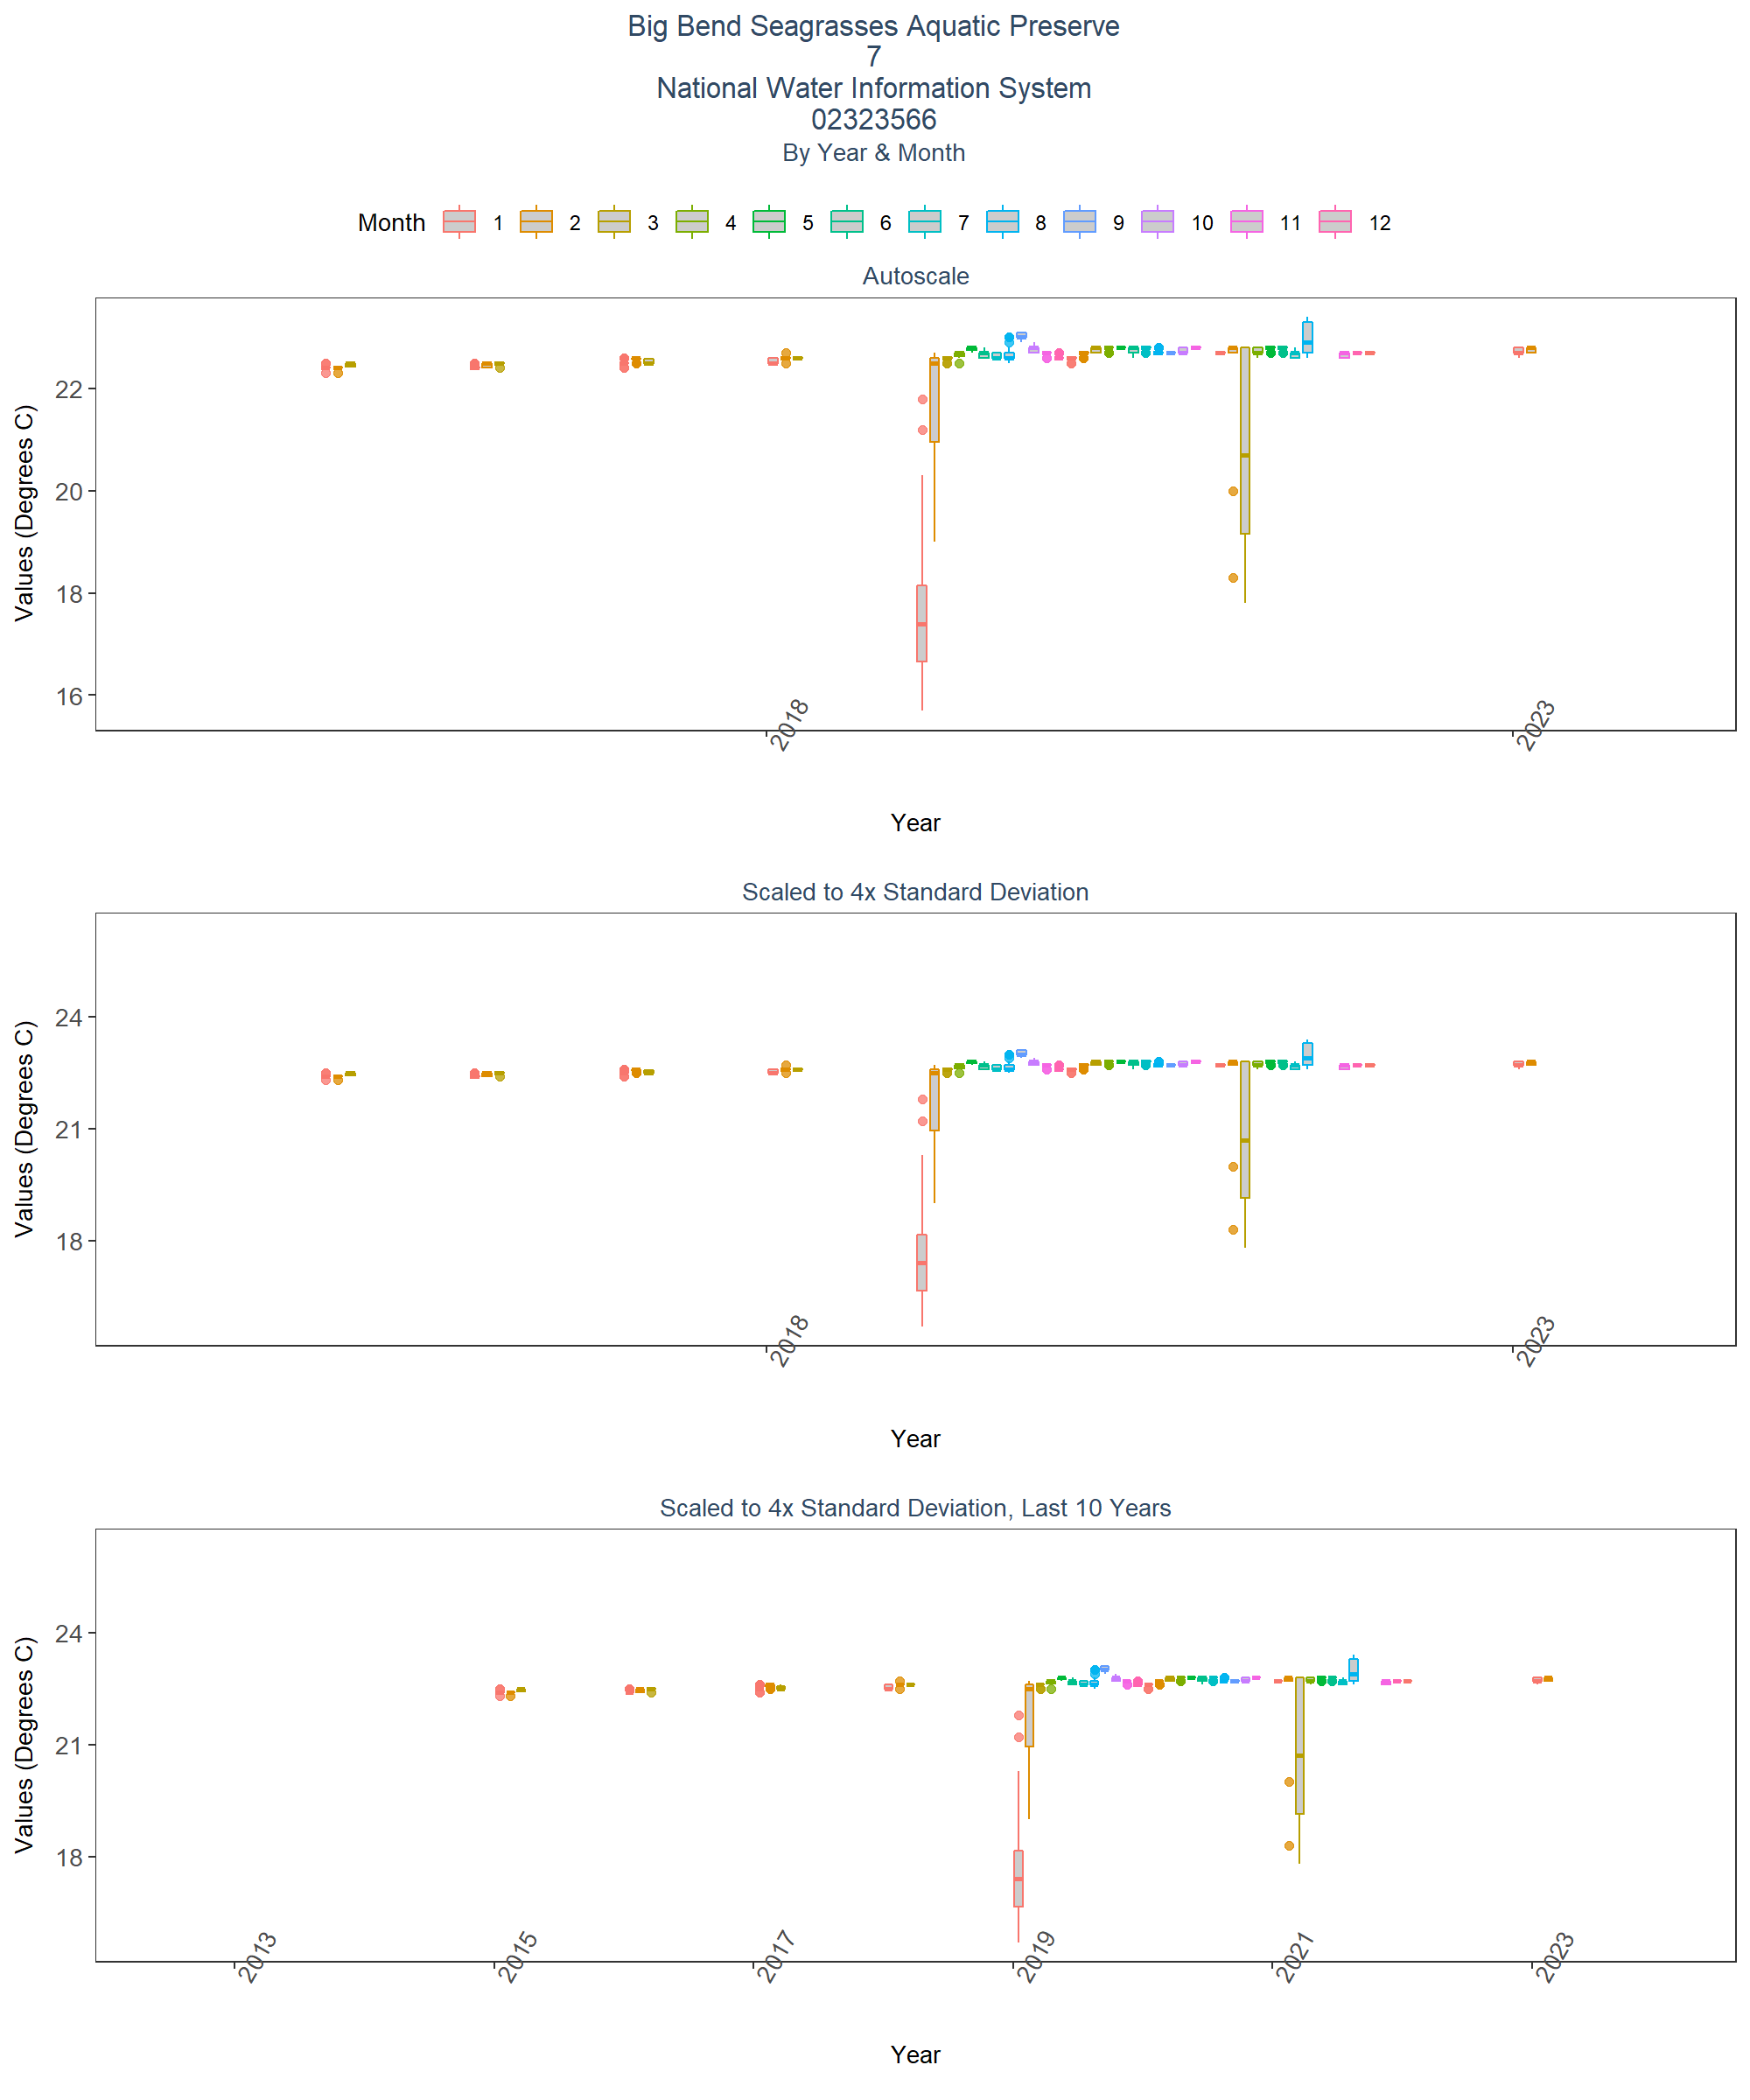 Big Bend Seagrasses Aquatic Preserve
7
National Water Information System
02323566
By Year & Month
Month 1 2 3 4 5 6 7 8 9 10 11 12
Autoscale
Values (Degrees C)
22
20
18
16
2018 2023
Year
Scaled to 4x Standard Deviation
Values (Degrees C)
24
21
18
2018 2023
Year
Scaled to 4x Standard Deviation, Last 10 Years
Values (Degrees C)
24
21
18
2013 2015 2017 2019 2021 2023
Year